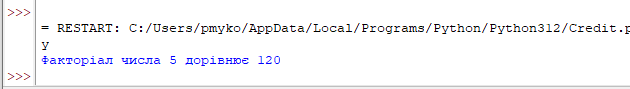 >>>
= RESTART: C:/Users/pmyko/AppData/Local/Programs/Python/Python312/Credit.p
y
Факторіал числа 5 дорівнює 120
>>>